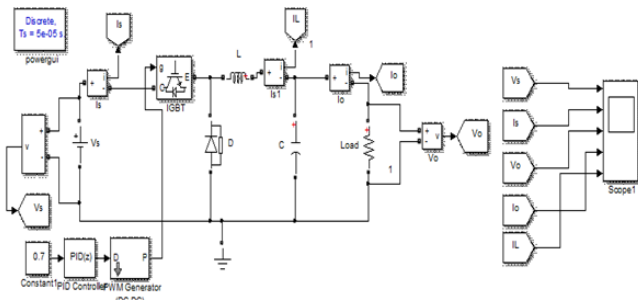 Discrete,
Ts = 5e-05 s
powergui
Is
IL
L
1
g
C
E
IGBT
Is
Is1
Io
Io
v
Vs
D
C
Load
1
v
Vo
Vo
Vs
0.7
Constant1
PID(z)
PID Controller
D
P
PWM Generator
(DC-DC)
Vs
Is
Vo
Io
IL
Scope1